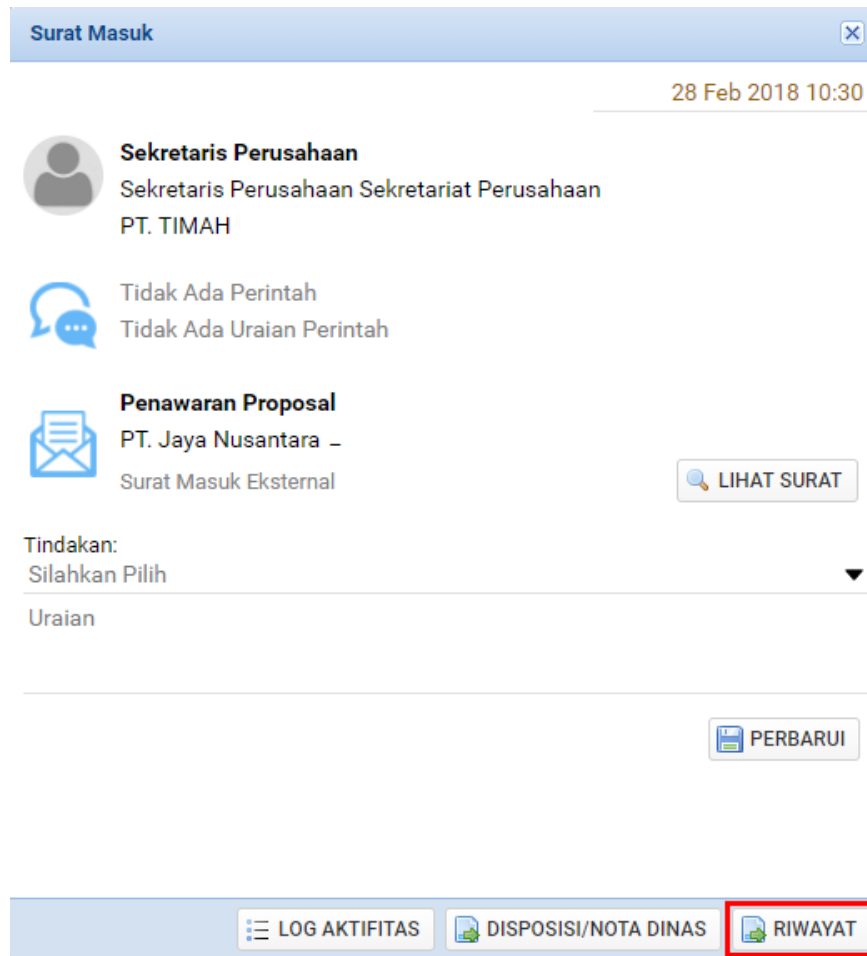 Surat Masuk
28 Feb 2018 10:30
Sekretaris Perusahaan
Sekretaris Perusahaan Sekretariat Perusahaan
PT. TIMAH
Tidak Ada Perintah
Tidak Ada Uraian Perintah
Penawaran Proposal
PT. Jaya Nusantara –
Surat Masuk Eksternal
LIHAT SURAT
Tindakan:
Silahkan Pilih
Uraian
PERBARUI
LOG AKTIFITAS DISPOSISI/NOTA DINAS RIWAYAT